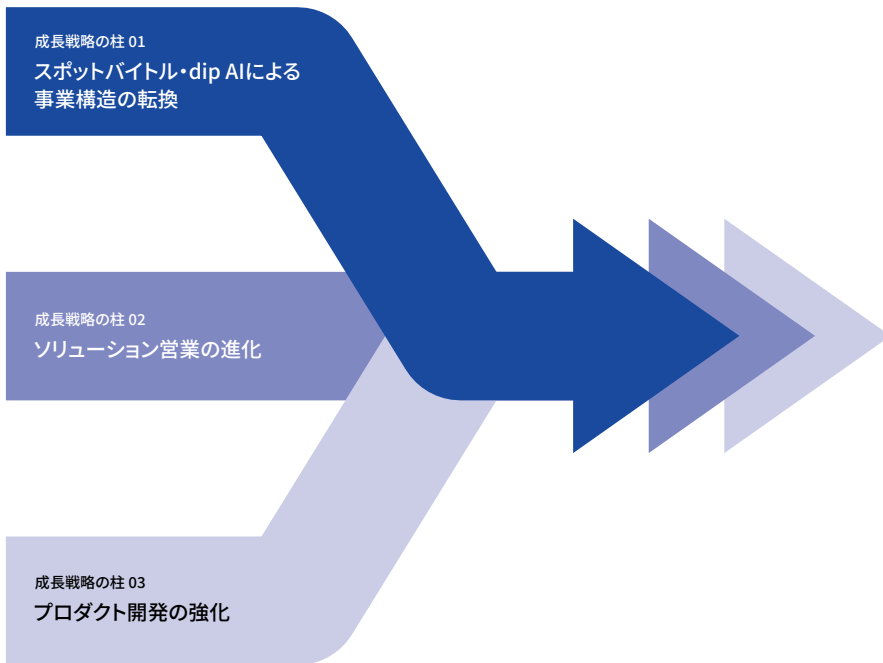 成長戦略の柱 01
スポットバイトル・dip AIによる
事業構造の転換
成長戦略の柱 02
ソリューション営業の進化
成長戦略の柱 03
プロダクト開発の強化